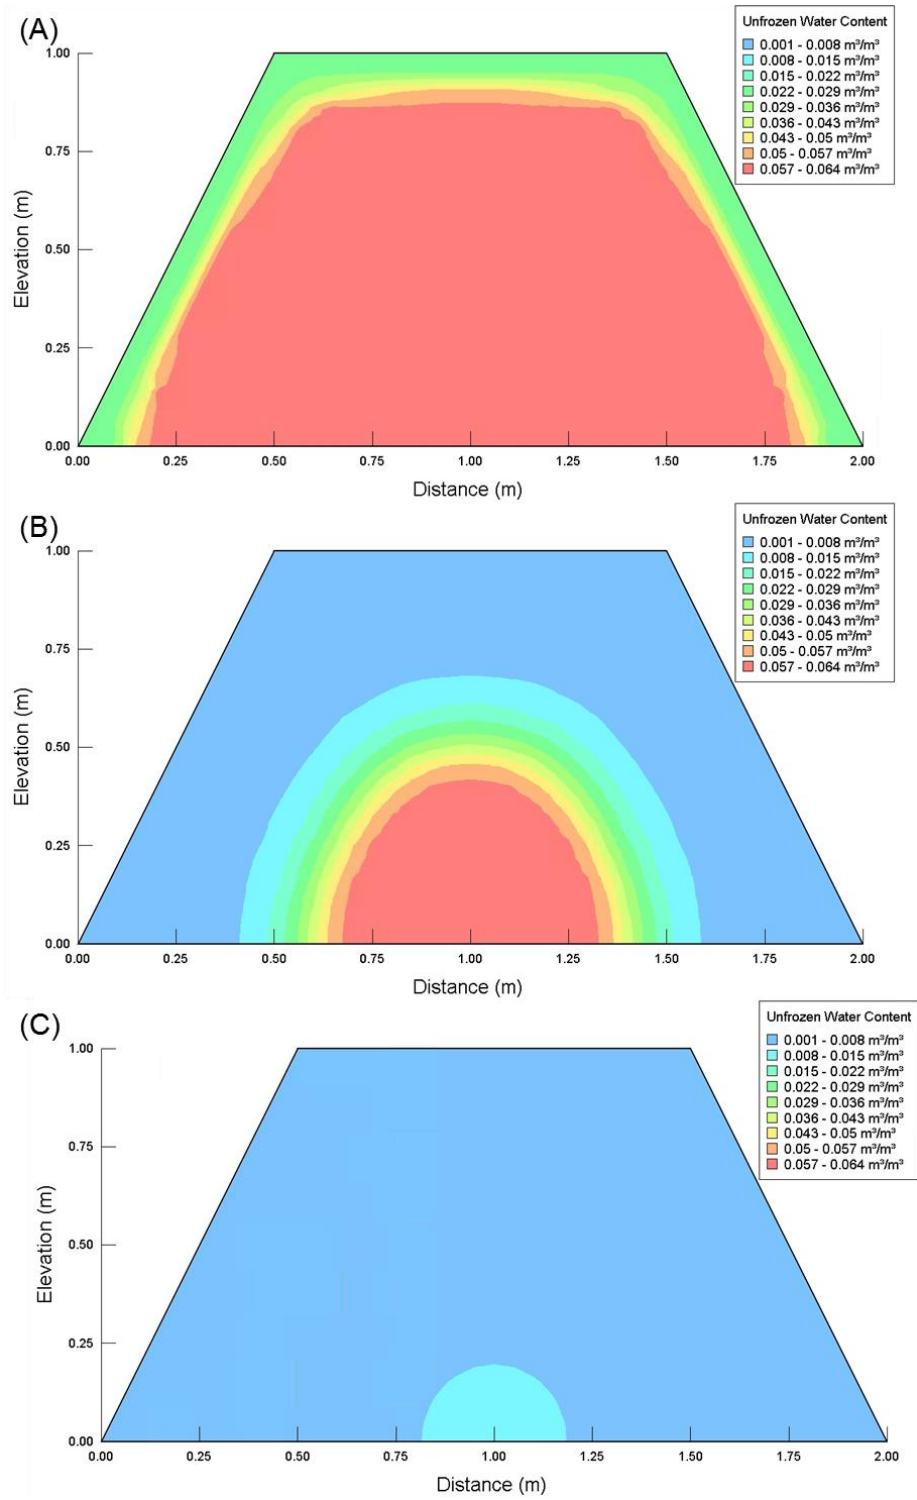 (A)
Unfrozen Water Content
0.001 - 0.008 m³/m³
0.008 - 0.015 m³/m³
0.015 - 0.022 m³/m³
0.022 - 0.029 m³/m³
0.029 - 0.036 m³/m³
0.036 - 0.043 m³/m³
0.043 - 0.05 m³/m³
0.05 - 0.057 m³/m³
0.057 - 0.064 m³/m³
1.00
0.75
0.50
0.25
0.00
Elevation (m)
0.00 0.25 0.50 0.75 1.00 1.25 1.50 1.75 2.00
Distance (m)
(B)
Unfrozen Water Content
0.001 - 0.008 m³/m³
0.008 - 0.015 m³/m³
0.015 - 0.022 m³/m³
0.022 - 0.029 m³/m³
0.029 - 0.036 m³/m³
0.036 - 0.043 m³/m³
0.043 - 0.05 m³/m³
0.05 - 0.057 m³/m³
0.057 - 0.064 m³/m³
1.00
0.75
0.50
0.25
0.00
Elevation (m)
0.00 0.25 0.50 0.75 1.00 1.25 1.50 1.75 2.00
Distance (m)
(C)
Unfrozen Water Content
0.001 - 0.008 m³/m³
0.008 - 0.015 m³/m³
0.015 - 0.022 m³/m³
0.022 - 0.029 m³/m³
0.029 - 0.036 m³/m³
0.036 - 0.043 m³/m³
0.043 - 0.05 m³/m³
0.05 - 0.057 m³/m³
0.057 - 0.064 m³/m³
1.00
0.75
0.50
0.25
0.00
Elevation (m)
0.00 0.25 0.50 0.75 1.00 1.25 1.50 1.75 2.00
Distance (m)